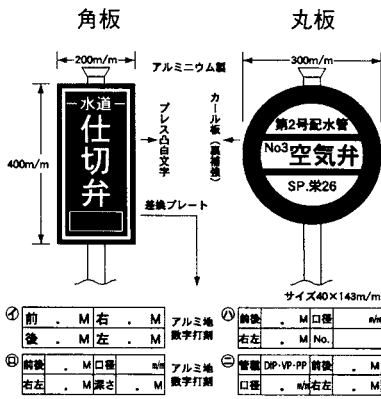 角板
丸板
200m/m
アルミニウム製
300m/m
400m/m
水道
仕切弁
プレス凸白文字
カール板（裏補強）
第2号配水管
No3 空気弁
SP.栄26
差換プレート
サイズ40×143m/m
㋑ 前 . M 右 . M
後 . M 左 . M
アルミ地
数字打刻
㋺ 前後 . M 口径 m/m
右左 . M 深さ . M
アルミ地
数字打刻
㋩ 前後 . M 口径 m/m
右左 . M No.
㋥ 管種 DIP・VP・PP 前後 . M
口径 . m/m 右左 . M